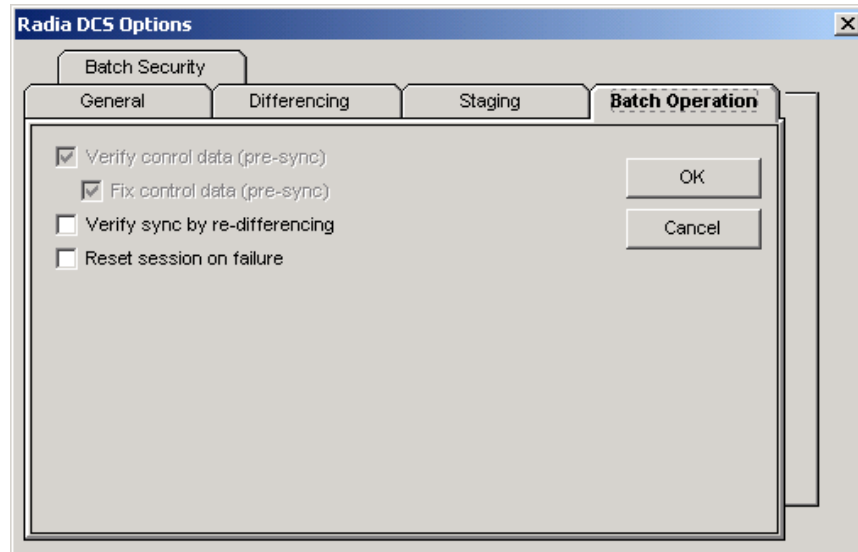 Radia DCS Options
Batch Security
General Differencing Staging Batch Operation
Verify conrol data (pre-sync)
Fix control data (pre-sync)
Verify sync by re-differencing
Reset session on failure
OK
Cancel